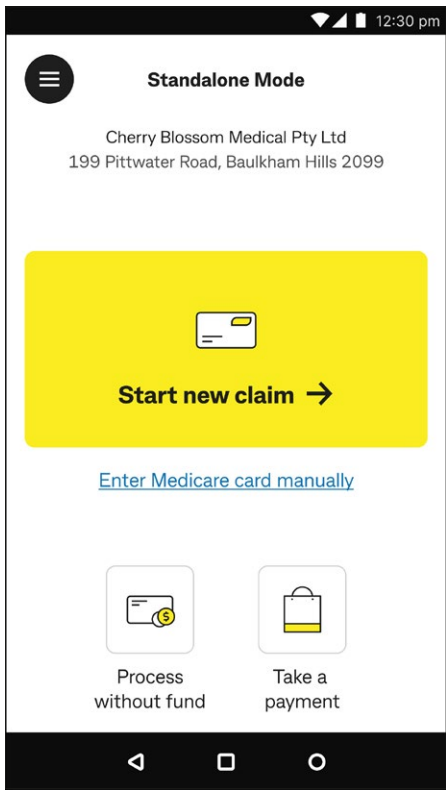 12:30 pm
Standalone Mode
Cherry Blossom Medical Pty Ltd
199 Pittwater Road, Baulkham Hills 2099
Start new claim →
Enter Medicare card manually
$
Process
without fund
Take a
payment